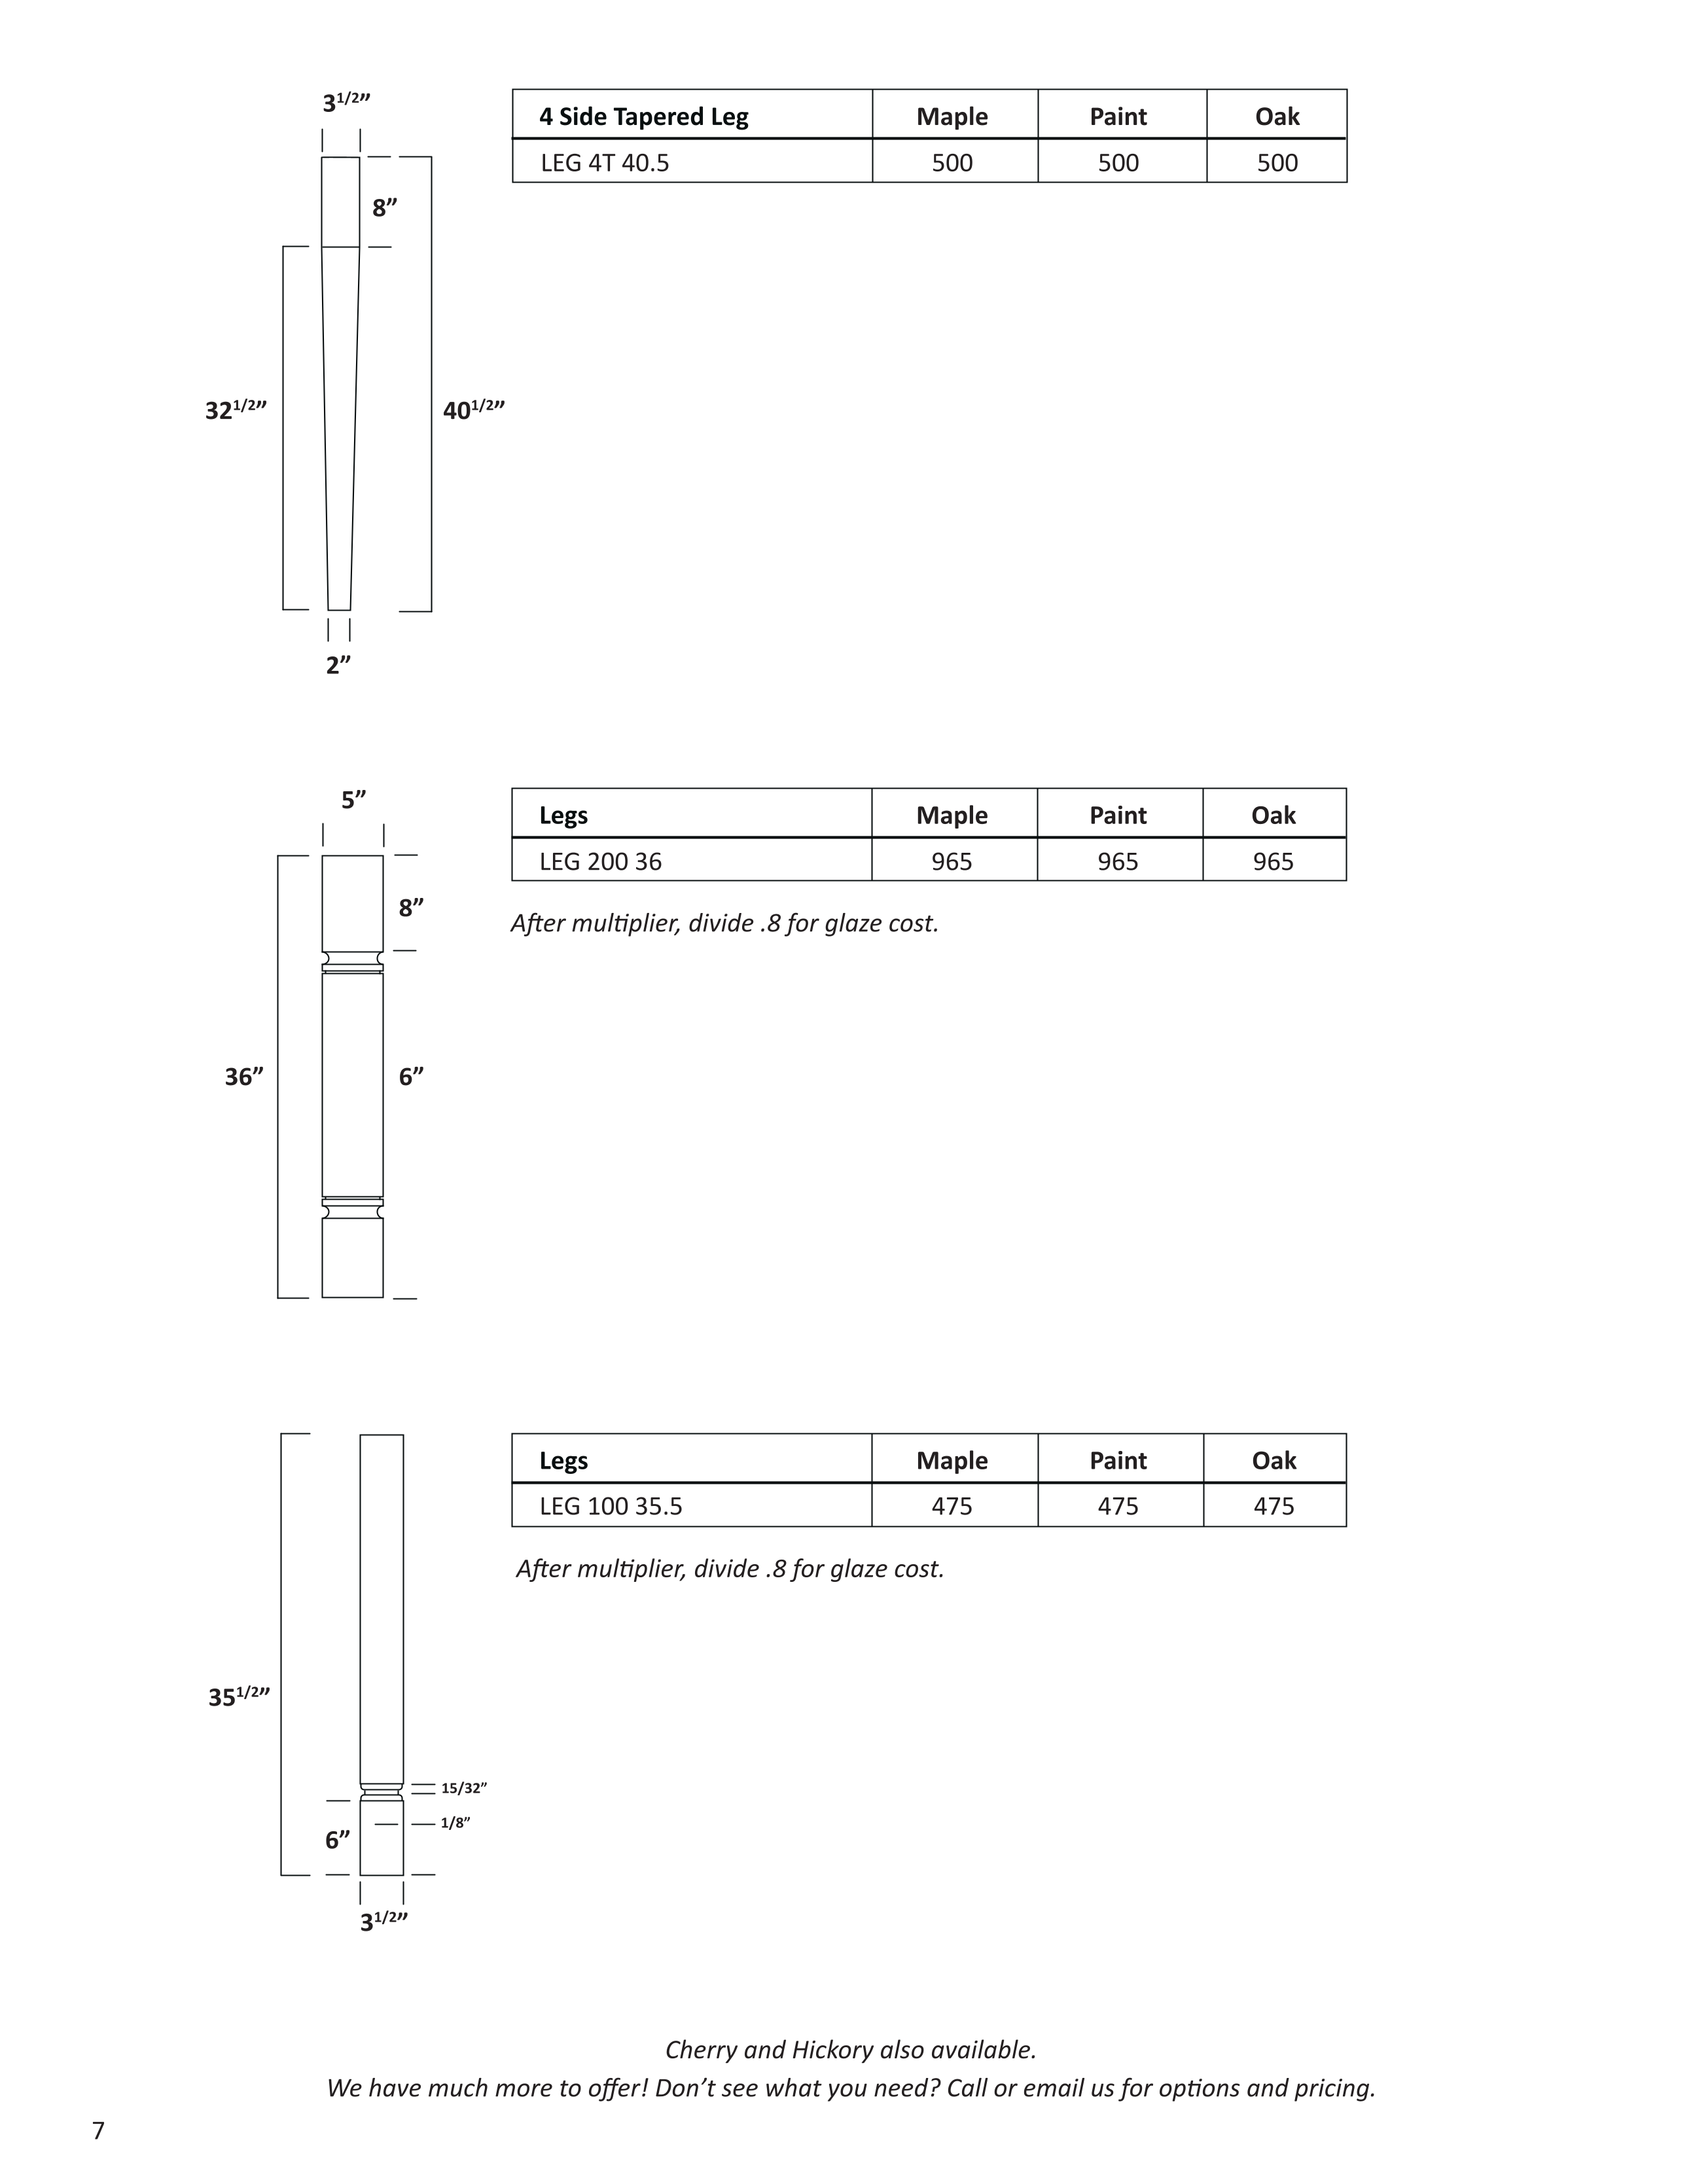 3 1/2”
4 Side Tapered Leg Maple Paint Oak
LEG 4T 40.5 500 500 500
8”
32 1/2”
40 1/2”
2”
5”
Legs Maple Paint Oak
LEG 200 36 965 965 965
After multiplier, divide .8 for glaze cost.
8”
36”
6”
Legs Maple Paint Oak
LEG 100 35.5 475 475 475
After multiplier, divide .8 for glaze cost.
35 1/2”
15/32”
1/8”
6”
3 1/2”
Cherry and Hickory also available.
We have much more to offer! Don’t see what you need? Call or email us for options and pricing.
7